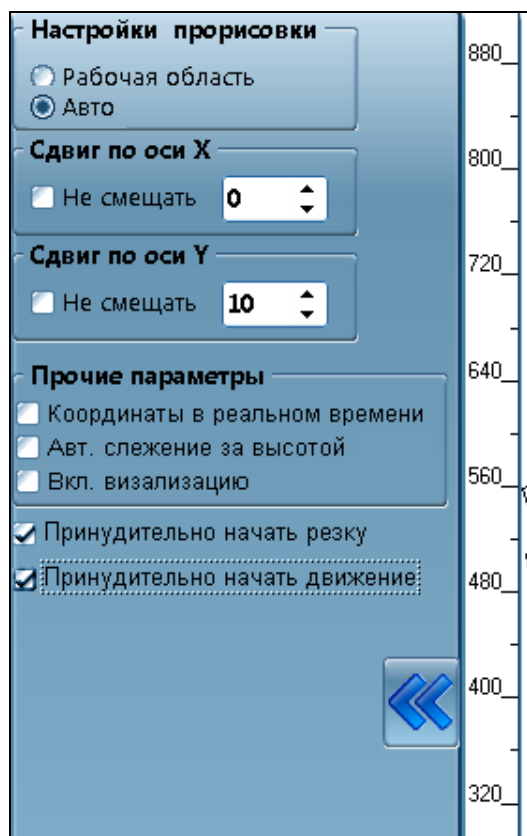 Настройки прорисовки
Рабочая область
Авто
Сдвиг по оси X
Не смещать 0
Сдвиг по оси Y
Не смещать 10
Прочие параметры
Координаты в реальном времени
Авт. слежение за высотой
Вкл. визализацию
Принудительно начать резку
Принудительно начать движение
880
800
720
640
560
480
400
320